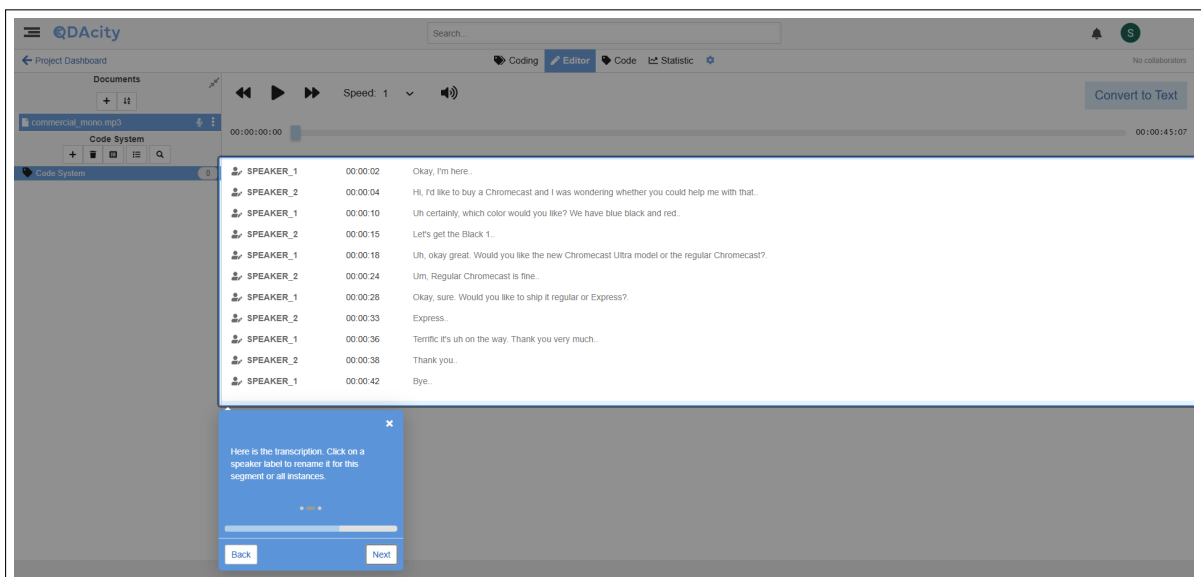 QDAcity
Search...
S
Project Dashboard
Coding Editor Code Statistic
No collaborators
Documents
commercial_mono.mp3
Code System
Code System 0
Speed: 1
Convert to Text
00:00:00:00
00:00:45:07
SPEAKER_1 00:00:02 Okay, I'm here..
SPEAKER_2 00:00:04 Hi, I'd like to buy a Chromecast and I was wondering whether you could help me with that..
SPEAKER_1 00:00:10 Uh certainly, which color would you like? We have blue black and red..
SPEAKER_2 00:00:15 Let's get the Black 1..
SPEAKER_1 00:00:18 Uh, okay great. Would you like the new Chromecast Ultra model or the regular Chromecast?.
SPEAKER_2 00:00:24 Um, Regular Chromecast is fine..
SPEAKER_1 00:00:28 Okay, sure. Would you like to ship it regular or Express?.
SPEAKER_2 00:00:33 Express..
SPEAKER_1 00:00:36 Terrific it's uh on the way. Thank you very much..
SPEAKER_2 00:00:38 Thank you..
SPEAKER_1 00:00:42 Bye..
Here is the transcription. Click on a
speaker label to rename it for this
segment or all instances.
Back Next